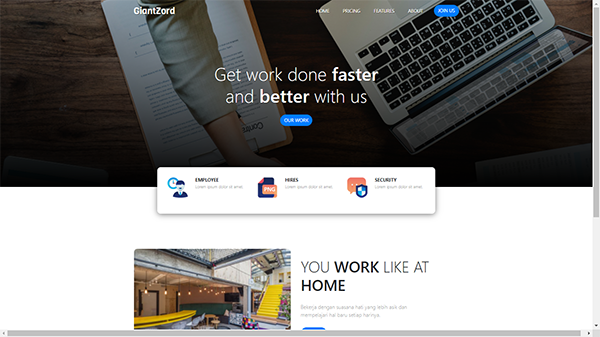 GiantZord
HOME PRICING FEATURES ABOUT JOIN US
Get work done faster
and better with us
OUR WORK
EMPLOYEE
Lorem ipsum dolor sit amet
HIRES
Lorem ipsum dolor sit amet
PNG
SECURITY
Lorem ipsum dolor sit amet
YOU WORK LIKE AT
HOME
Bekerja dengan suasana hati yang lebih asik dan
mempelajari hal baru setiap harinya